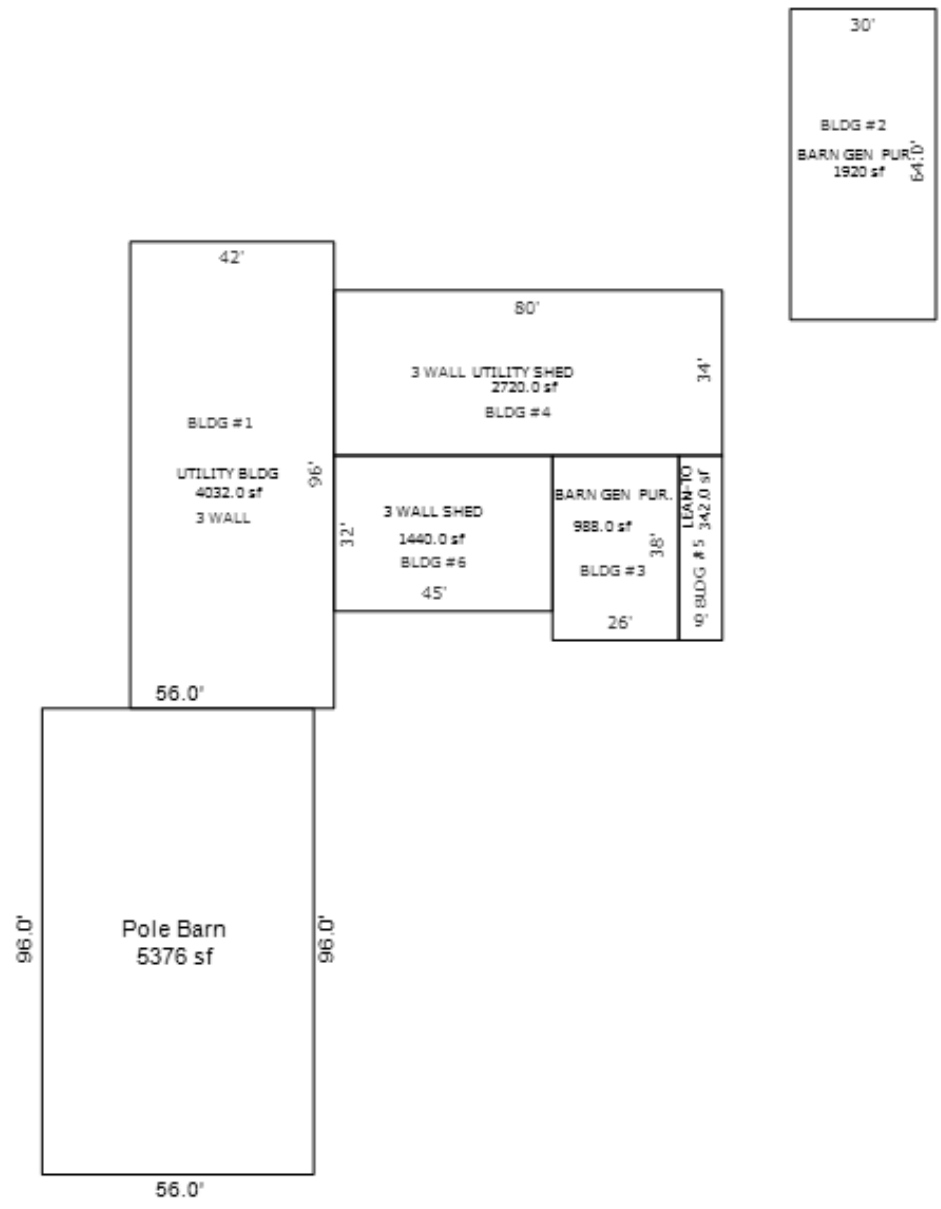 30'
BLDG #2
BARN GEN PUR.
1920 sf
64.0'
42'
BLDG #1
UTILITY BLDG
4032.0 sf
3 WALL
96'
80'
3 WALL UTILITY SHED
2720.0 sf
BLDG #4
34'
3 WALL SHED
1440.0 sf
BLDG #6
32'
45'
BARN GEN PUR.
988.0 sf
38'
BLDG #3
26'
LEAN-TO
342.0 sf
BLDG #5
9'
56.0'
Pole Barn
5376 sf
96.0'
96.0'
56.0'